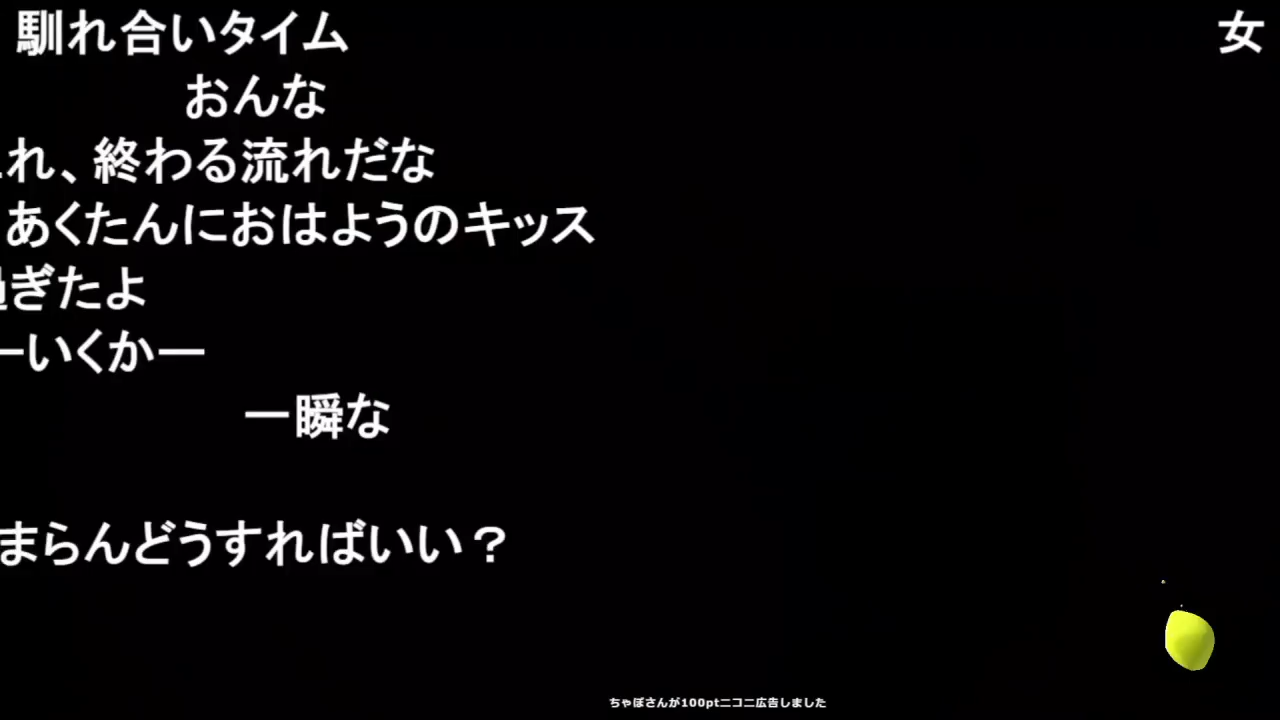 馴れ合いタイム
女
おんな
れ、終わる流れだな
あくたんにおはようのキッス
ぎたよ
ーいくかー
一瞬な
まらんどうすればいい？
ちゃぽさんが100ptニコニ広告しました